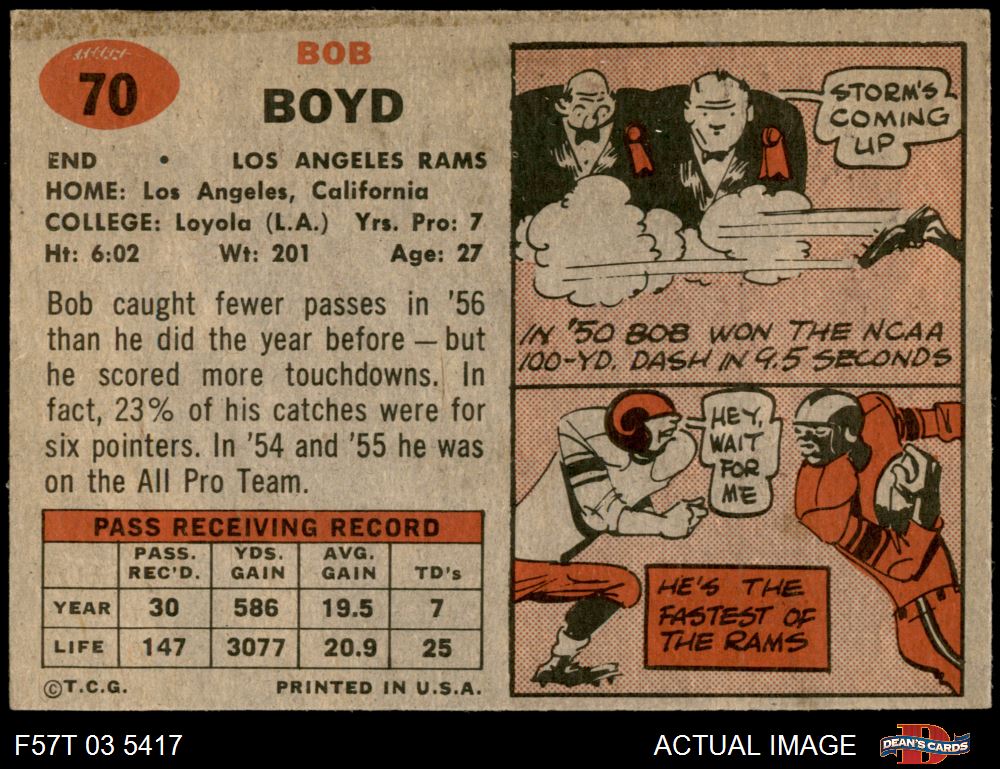 70
BOB
BOYD
END • LOS ANGELES RAMS
HOME: Los Angeles, California
COLLEGE: Loyola (L.A.) Yrs. Pro: 7
Ht: 6:02 Wt: 201 Age: 27
Bob caught fewer passes in '56
than he did the year before — but
he scored more touchdowns. In
fact, 23% of his catches were for
six pointers. In '54 and '55 he was
on the All Pro Team.
PASS RECEIVING RECORD
PASS. REC'D. YDS. GAIN AVG. GAIN TD's
YEAR 30 586 19.5 7
LIFE 147 3077 20.9 25
©T.C.G. PRINTED IN U.S.A.
STORM'S
COMING
UP
IN '50 BOB WON THE NCAA
100-YD. DASH IN 9.5 SECONDS
HEY,
WAIT
FOR
ME
HE'S THE
FASTEST OF
THE RAMS
F57T 03 5417
ACTUAL IMAGE
DEAN'S CARDS